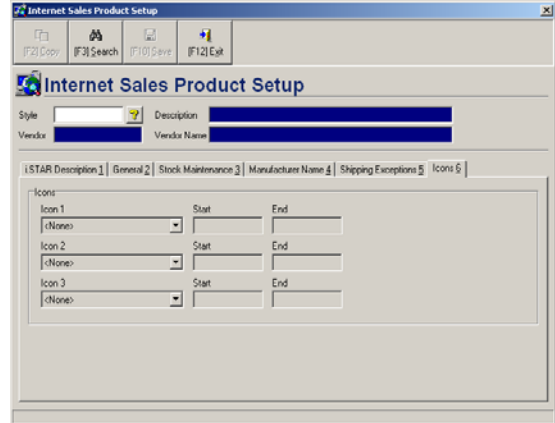 Internet Sales Product Setup
[F2] Copy [F3] Search [F10] Save [F12] Exit
Internet Sales Product Setup
Style Description
Vendor Vendor Name
iSTAR Description 1 General 2 Stock Maintenance 3 Manufacturer Name 4 Shipping Exceptions 5 Icons 6
Icons
Icon 1 Start End
<None>
Icon 2 Start End
<None>
Icon 3 Start End
<None>